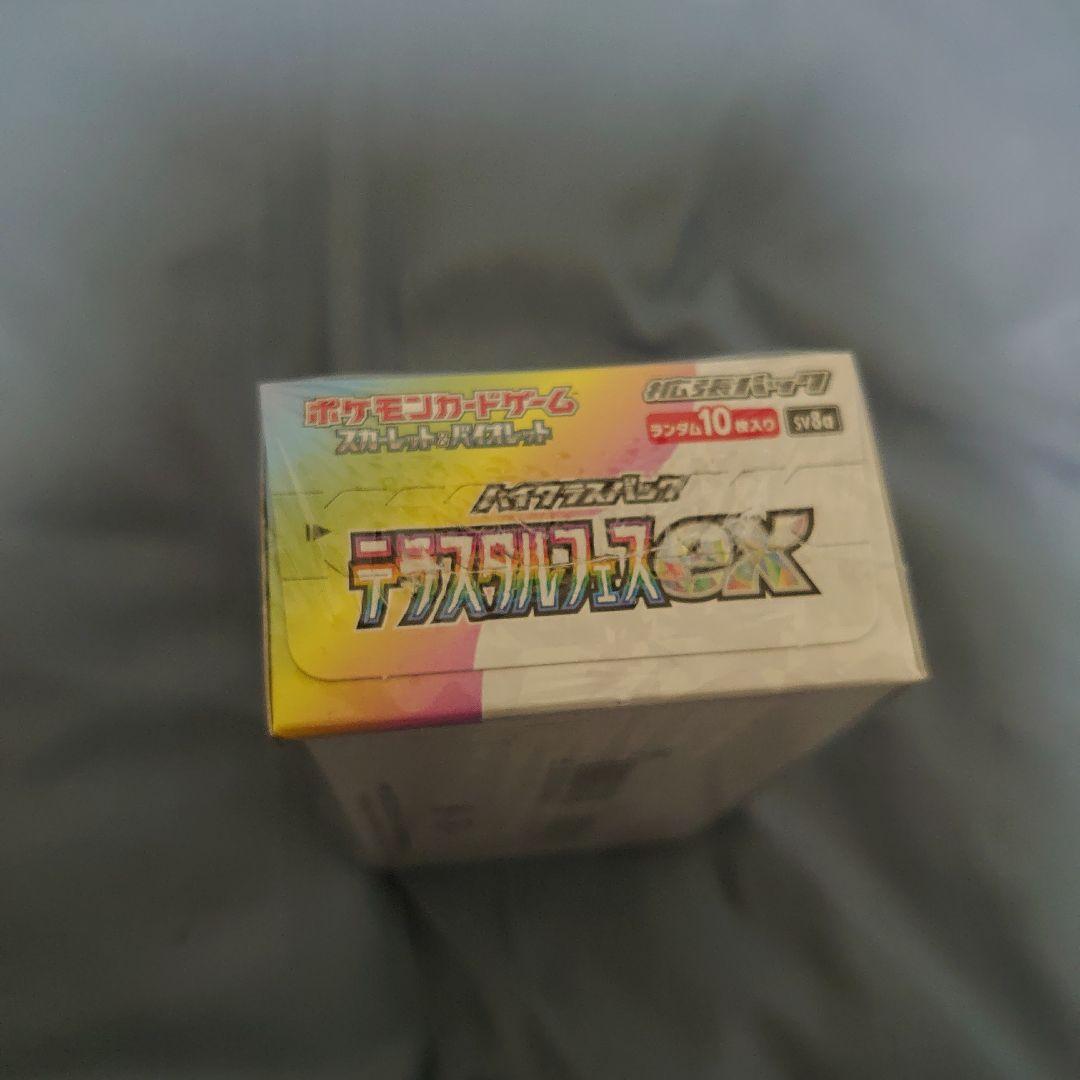 ポケモンカードゲーム
スカーレット&バイオレット
拡張パック
ランダム10枚入り
sv8a
ハイクラスパック
テラスタルフェスex